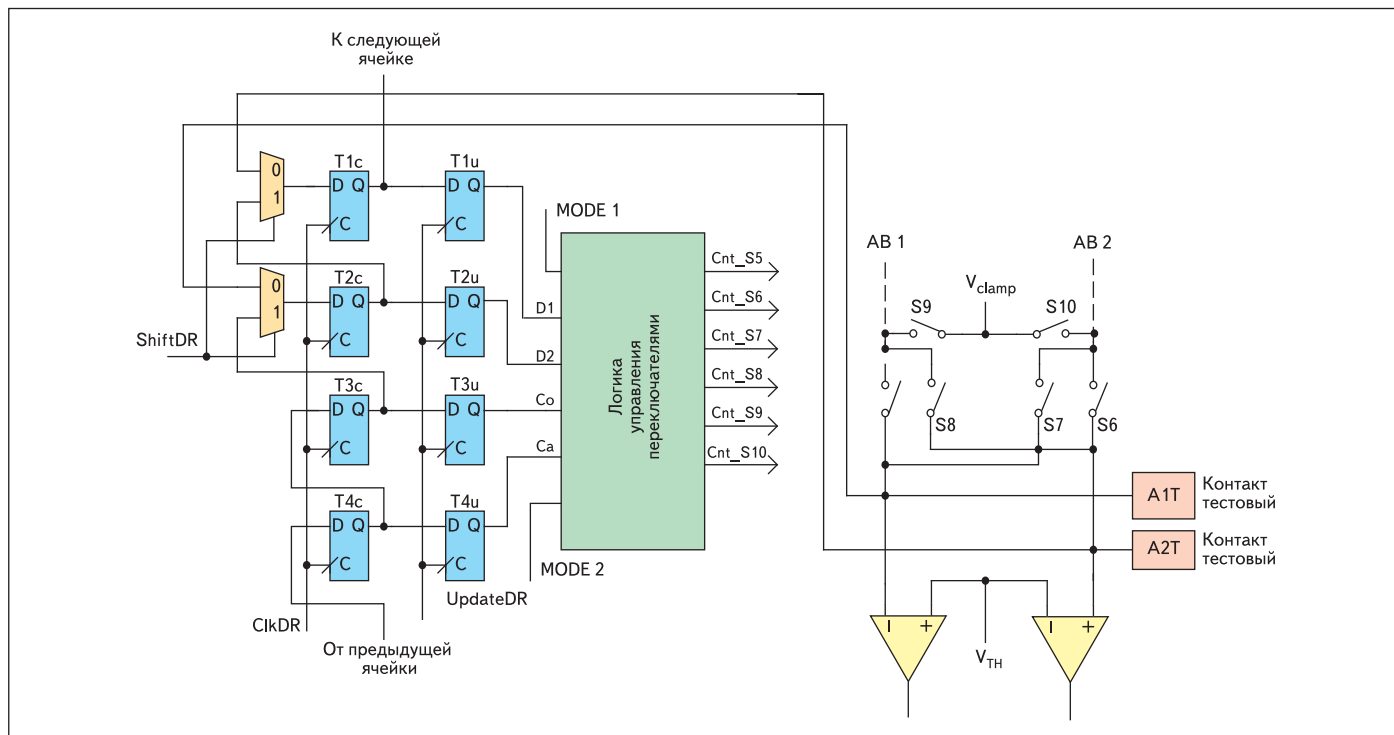 К следующей
ячейке
T1c
T1u
0
1
D Q
C
D Q
C
MODE 1
AB 1
AB 2
Cnt_S5
V_clamp
S9
S10
T2c
T2u
0
1
D Q
C
D Q
C
D1
Cnt_S6
ShiftDR
D2
Cnt_S7
Логика
управления
переключателями
T3c
T3u
D Q
C
D Q
C
Co
Cnt_S8
S8
S7
S6
Cnt_S9
Ca
Cnt_S10
T4c
T4u
D Q
C
D Q
C
A1T
Контакт
тестовый
A2T
Контакт
тестовый
MODE 2
UpdateDR
ClkDR
От предыдущей
ячейки
–
+
V_TH
–
+